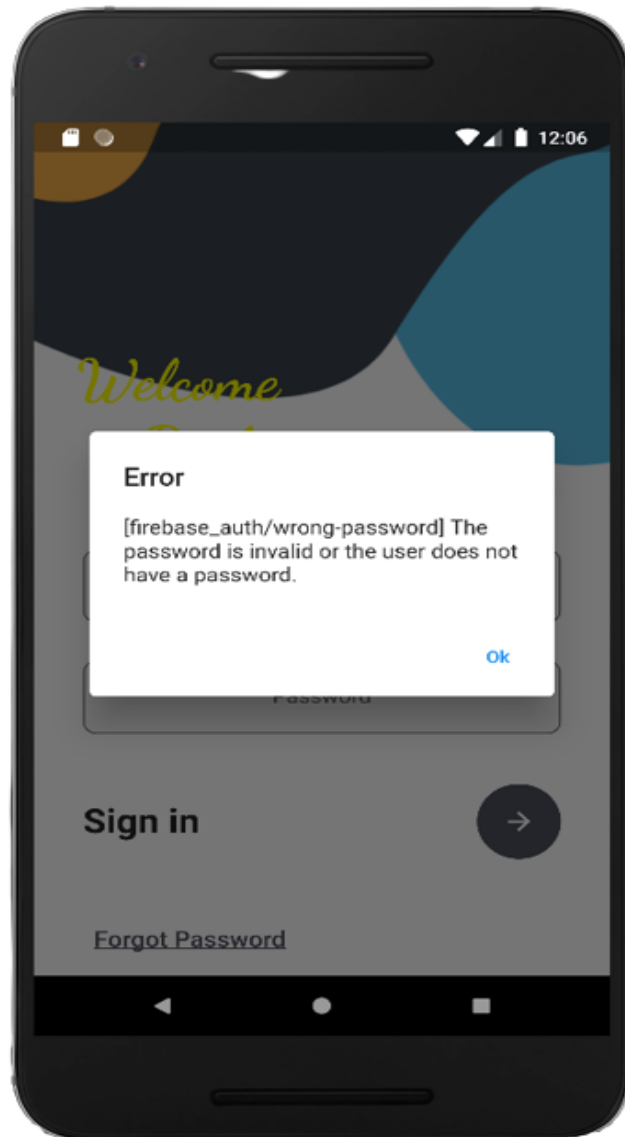 12:06
Welcome
Error
[firebase_auth/wrong-password] The
password is invalid or the user does not
have a password.
Ok
Password
Sign in
Forgot Password